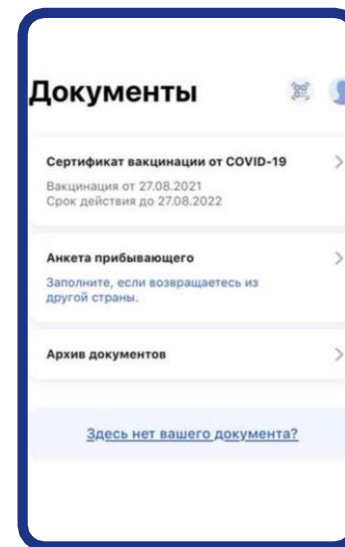 Документы
Сертификат вакцинации от COVID-19
Вакцинация от 27.08.2021
Срок действия до 27.08.2022
Анкета прибывающего
Заполните, если возвращаетесь из
другой страны.
Архив документов
Здесь нет вашего документа?